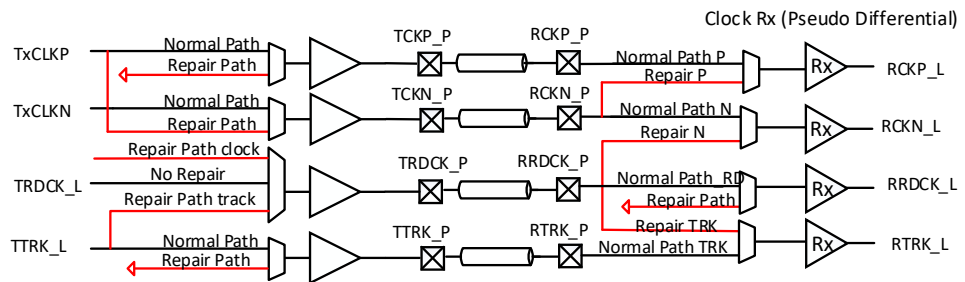 Clock Rx (Pseudo Differential)
TxCLKP
Normal Path
Repair Path
TCKP_P
RCKP_P
Normal Path P
Repair P
Rx
RCKP_L
TxCLKN
Normal Path
Repair Path
TCKN_P
RCKN_P
Normal Path N
Repair N
Rx
RCKN_L
Repair Path clock
TRDCK_L
No Repair
Repair Path track
TRDCK_P
RRDCK_P
Normal Path_RD
Repair Path
Rx
RRDCK_L
TTRK_L
Normal Path
Repair Path
TTRK_P
RTRK_P
Repair TRK
Normal Path TRK
Rx
RTRK_L